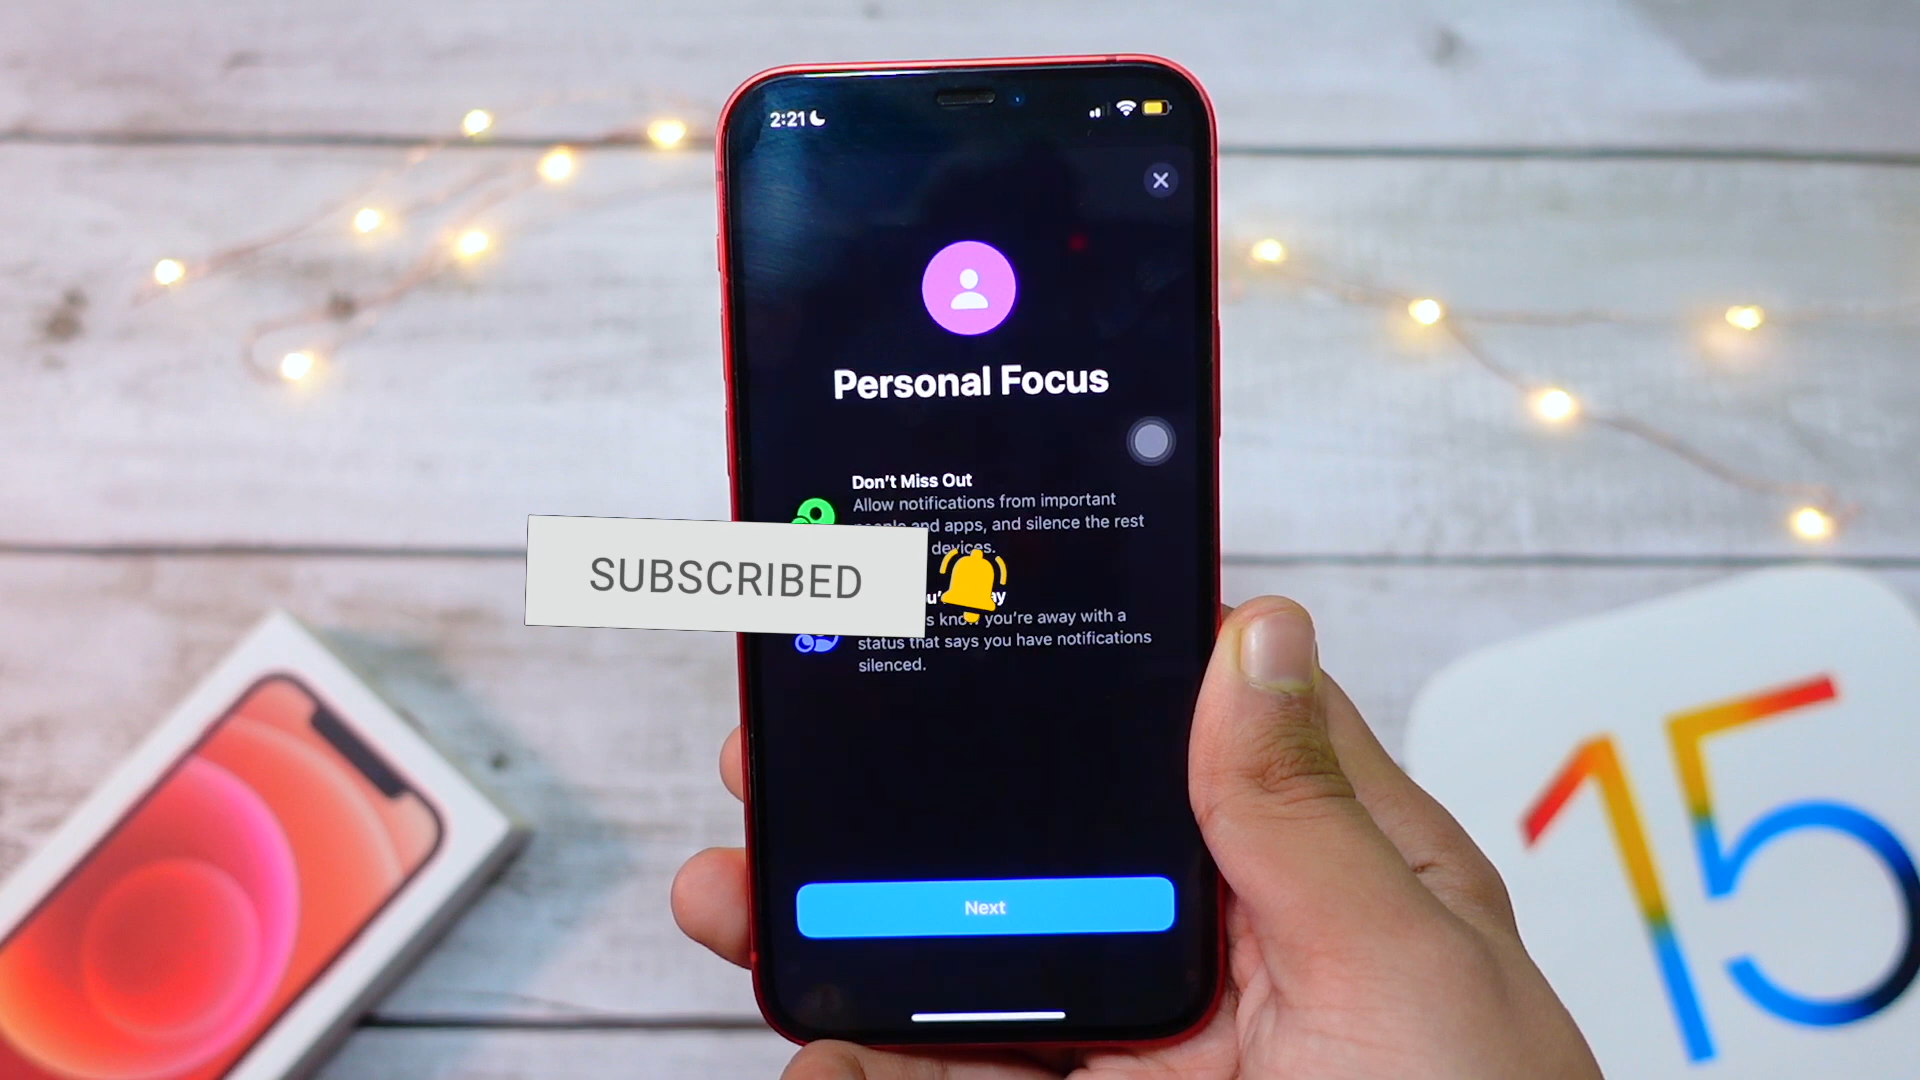 2:21
Personal Focus
Don't Miss Out
Allow notifications from important
and apps, and silence the rest
devices.
SUBSCRIBED
know you're away with a
status that says you have notifications
silenced.
Next
15